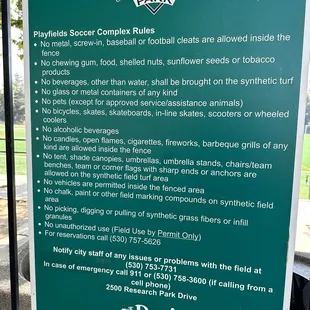 PARK
Playfields Soccer Complex Rules
• No metal, screw-in, baseball or football cleats are allowed inside the
fence
• No chewing gum, food, shelled nuts, sunflower seeds or tobacco
products
• No beverages, other than water, shall be brought on the synthetic turf
• No glass or metal containers of any kind
• No pets (except for approved service/assistance animals)
• No bicycles, skates, skateboards, in-line skates, scooters or wheeled
coolers
• No alcoholic beverages
• No candles, open flames, cigarettes, fireworks, barbeque grills of any
kind are allowed inside the fence
• No tent, shade canopies, umbrellas, umbrella stands, chairs/team
benches, team or corner flags with sharp ends or anchors are
allowed on the synthetic field turf area
• No vehicles are permitted inside the fenced area
• No chalk, paint or other field marking compounds on synthetic field
area
• No picking, digging or pulling of synthetic grass fibers or infill
granules
• No unauthorized use (Field Use by Permit Only)
• For reservations call (530) 757-5626
Notify city staff of any issues or problems with the field at
(530) 753-7731
In case of emergency call 911 or (530) 758-3600 (if calling from a
cell phone)
2500 Research Park Drive